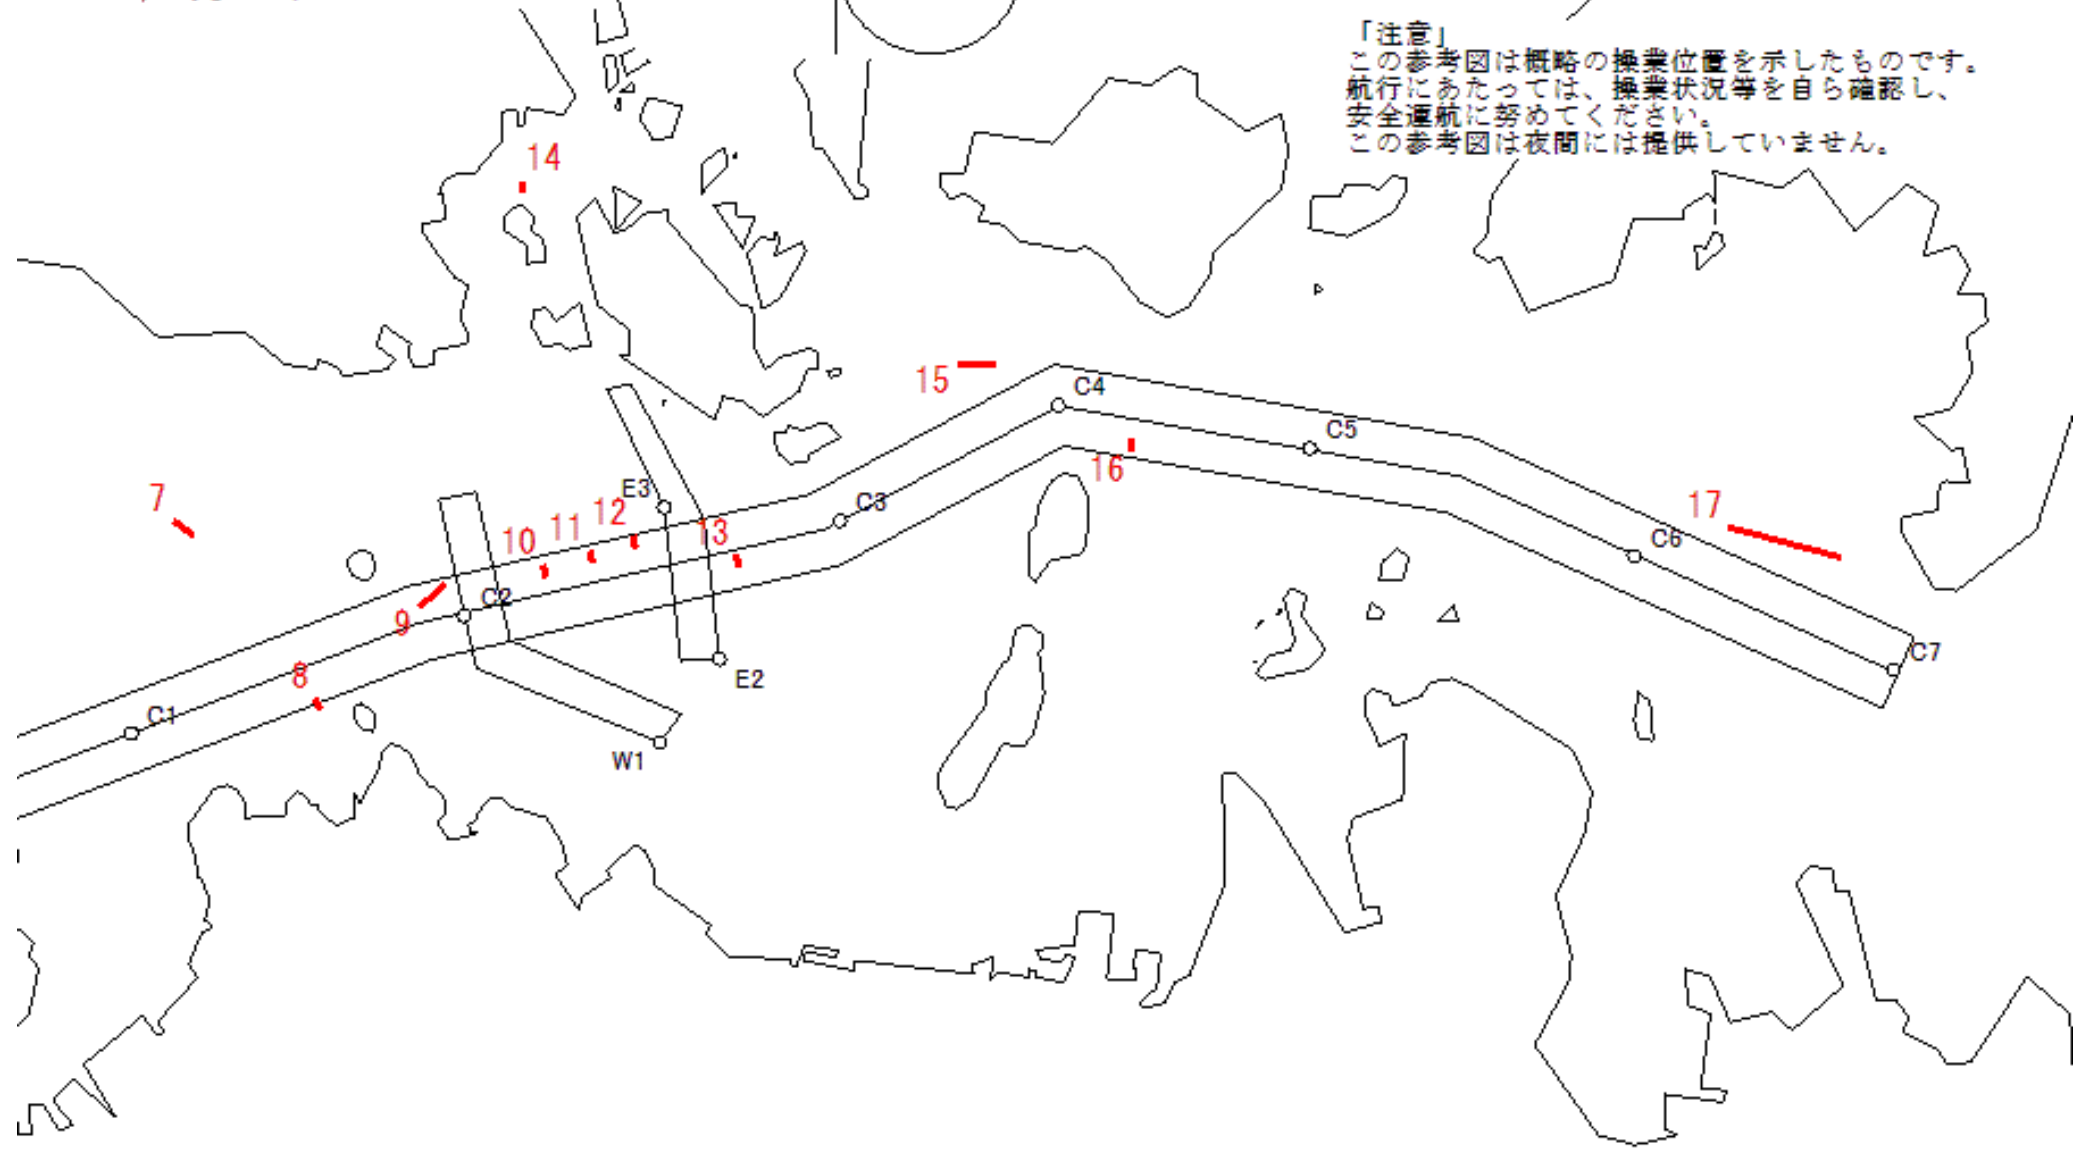 「注意」
この参考図は概略の操業位置を示したものです。
航行にあたっては、操業状況等を自ら確認し、
安全運航に努めてください。
この参考図は夜間には提供していません。
14
15
C4
C5
16
7
E3
12
11
10
13
C3
17
C6
C2
9
8
C1
E2
C7
W1